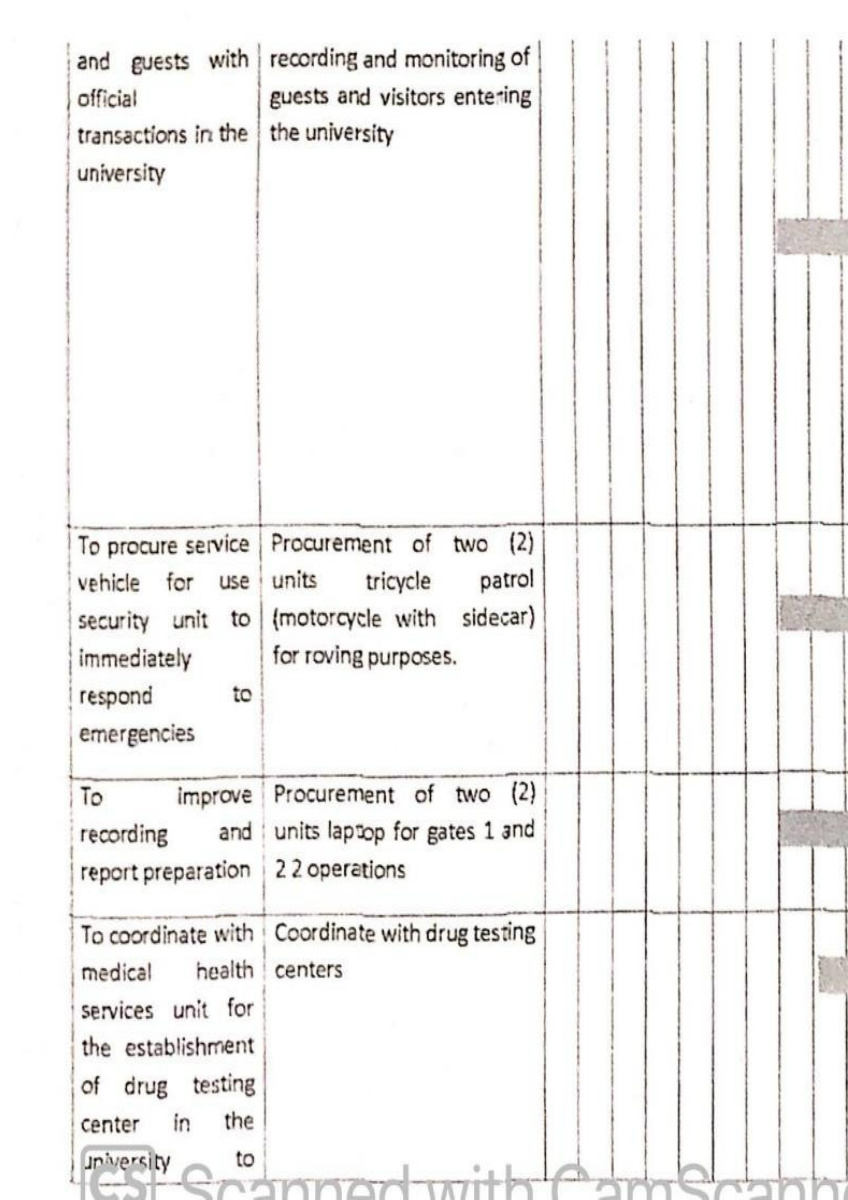 and guests with
official
transactions in the
university
recording and monitoring of
guests and visitors entering
the university
To procure service
vehicle for use
security unit to
immediately
respond to
emergencies
Procurement of two (2)
units tricycle patrol
(motorcycle with sidecar)
for roving purposes.
To improve
recording and
report preparation
Procurement of two (2)
units laptop for gates 1 and
2 2 operations
To coordinate with
medical health
services unit for
the establishment
of drug testing
center in the
university to
Coordinate with drug testing
centers
CS Scanned with CamScanne